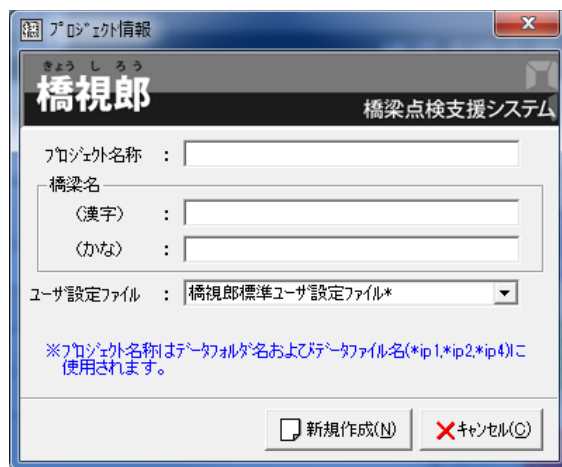 橋 ﾌﾟﾛｼﾞｪｸﾄ情報
きょう し ろう
橋視郎
橋梁点検支援システム
ﾌﾟﾛｼﾞｪｸﾄ名称 :
橋梁名
(漢字) :
(かな) :
ﾕｰｻﾞ設定ﾌｧｲﾙ : 橋視郎標準ﾕｰｻﾞ設定ﾌｧｲﾙ*
※ﾌﾟﾛｼﾞｪｸﾄ名称はﾃﾞｰﾀﾌｫﾙﾀﾞ名およびﾃﾞｰﾀﾌｧｲﾙ名(*ip1,*ip2,*ip4)に
使用されます。
新規作成(N) ｷｬﾝｾﾙ(C)